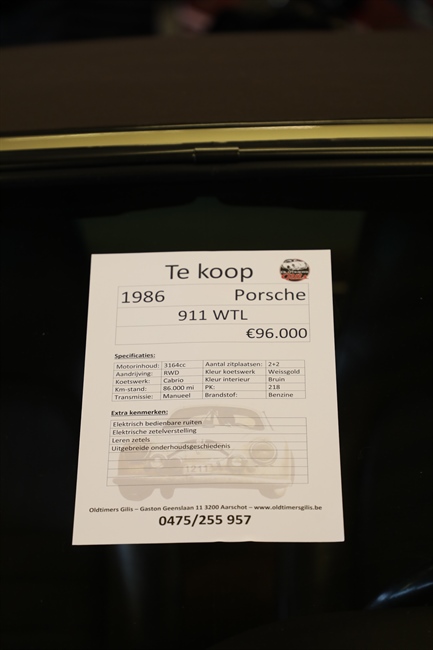 Te koop
1986 Porsche
911 WTL
€96.000
Specificaties:
Motorinhoud: 3164cc Aantal zitplaatsen: 2+2
Aandrijving: RWD Kleur koetswerk Weissgold
Koetswerk: Cabrio Kleur interieur Bruin
Km-stand: 86.000 mi PK: 218
Transmissie: Manueel Brandstof: Benzine
Extra kenmerken:
Elektrisch bedienbare ruiten
Elektrische zetelverstelling
Leren zetels
Uitgebreide onderhoudsgeschiedenis
Oldtimers Gilis – Gaston Geenslaan 11 3200 Aarschot – www.oldtimersgilis.be
0475/255 957